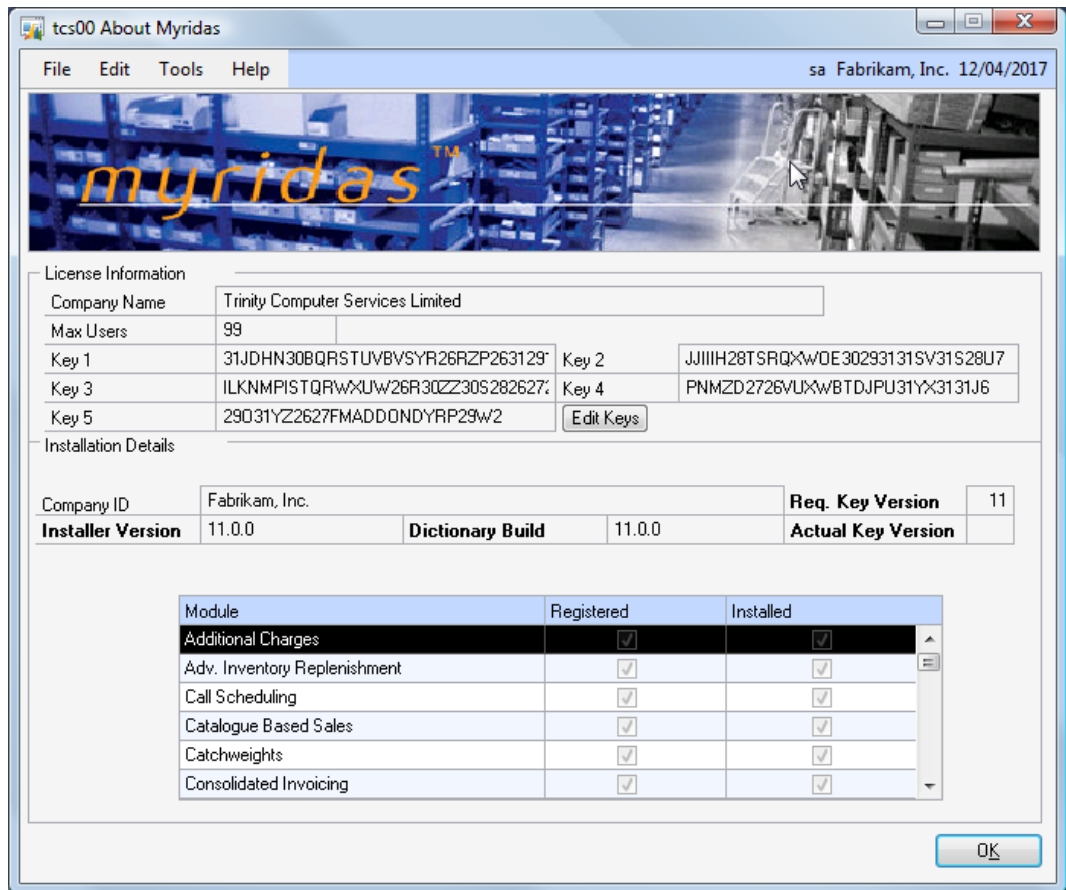 tcs00 About Myridas
File Edit Tools Help sa Fabrikam, Inc. 12/04/2017
myridas™
License Information
Company Name Trinity Computer Services Limited
Max Users 99
Key 1 31JDHN30BQRSTUVBVSYR26RZP263129 Key 2 JJIIIH28TSRQXWOE30293131SV31S28U7
Key 3 ILKNMPISTQRWXUW26R30ZZ30S282627 Key 4 PNMZD2726VUXWBTDJPU31YX3131J6
Key 5 29O31YZ2627FMADDONDYRP29W2 Edit Keys
Installation Details
Company ID Fabrikam, Inc. Req. Key Version 11
Installer Version 11.0.0 Dictionary Build 11.0.0 Actual Key Version
Module Registered Installed
Additional Charges
Adv. Inventory Replenishment
Call Scheduling
Catalogue Based Sales
Catchweights
Consolidated Invoicing
OK